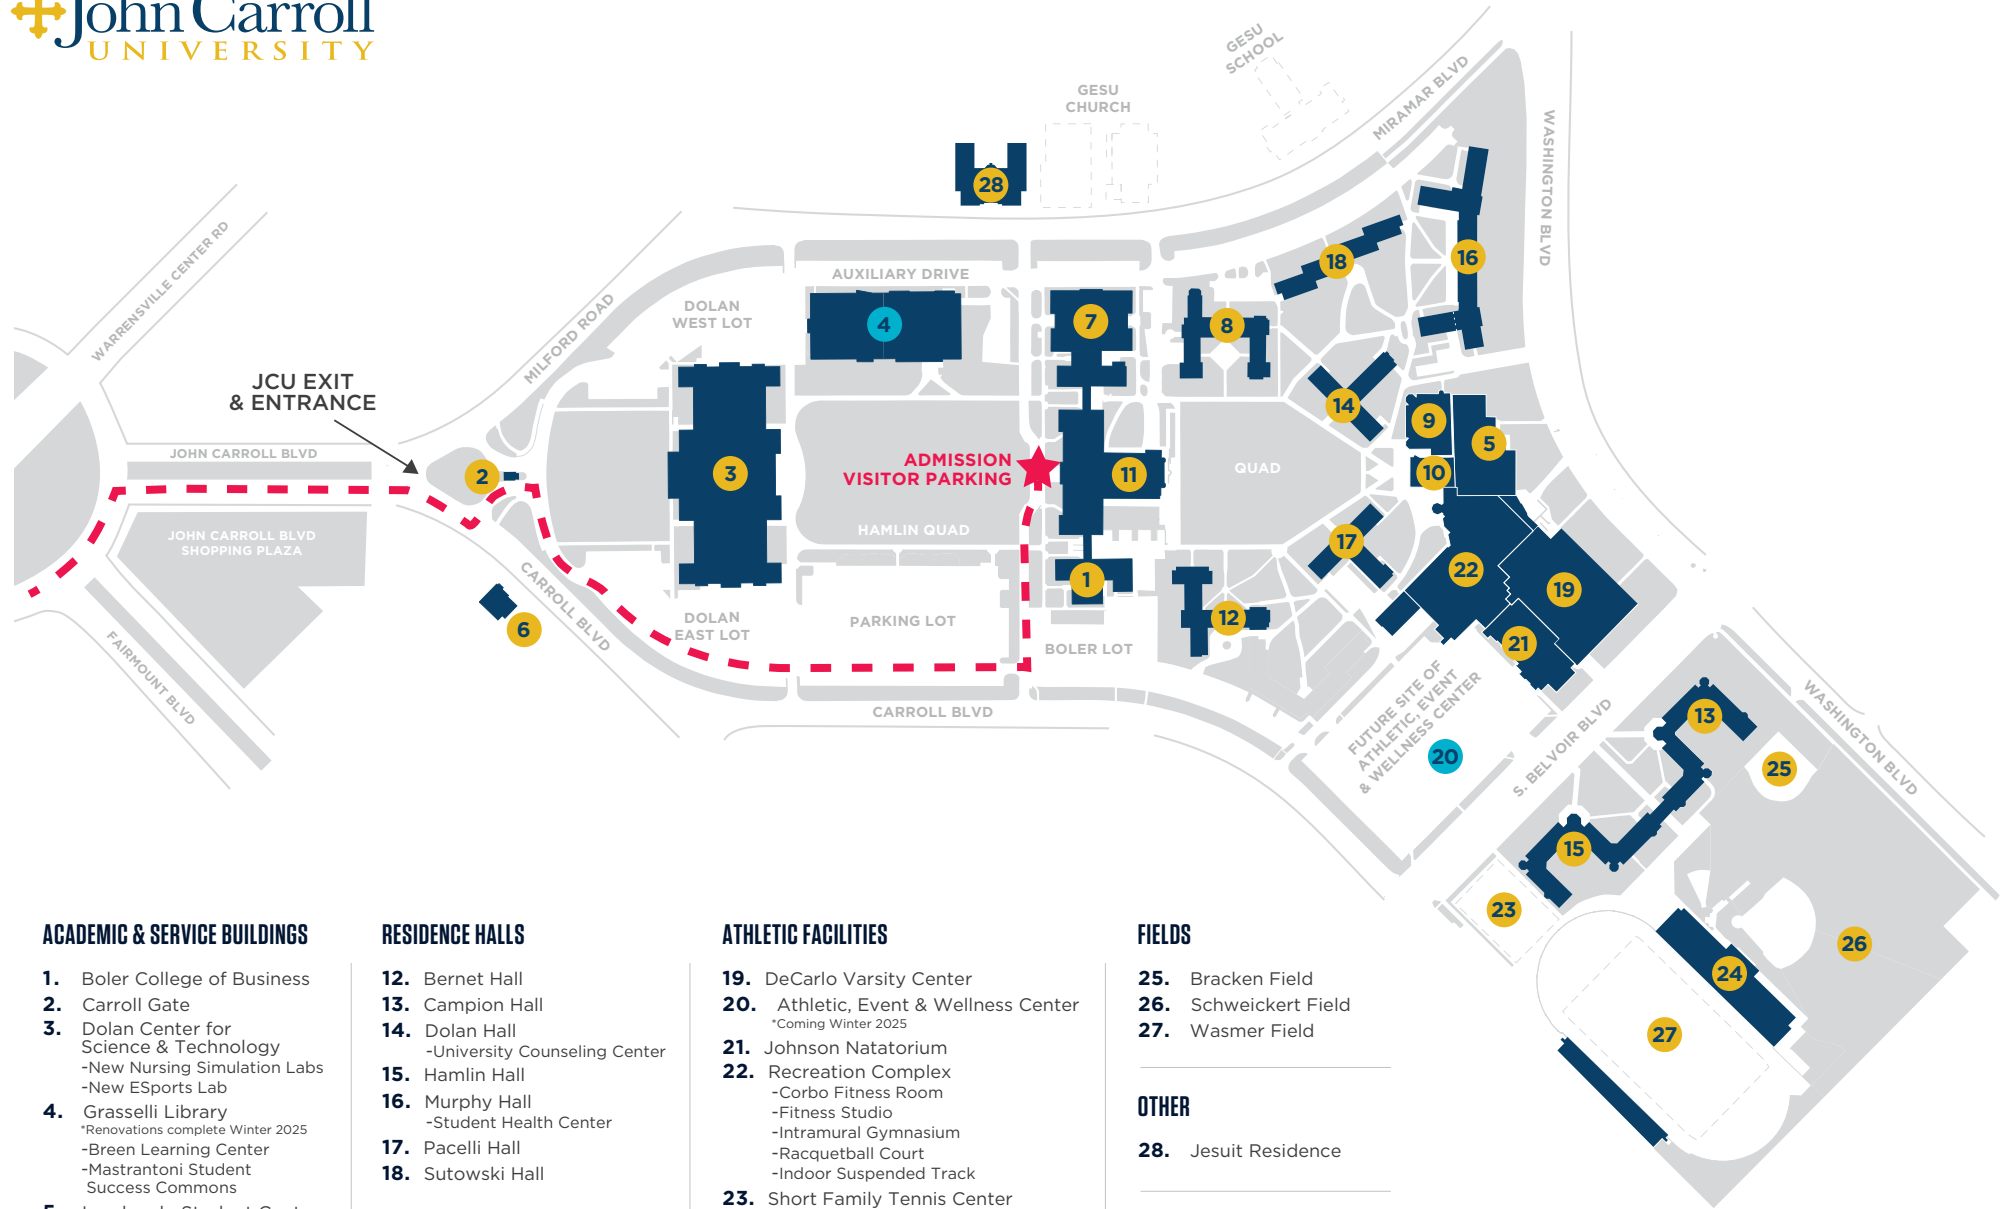 John Carroll
UNIVERSITY
GESU
SCHOOL
GESU
CHURCH
MIRAMAR BLVD
WASHINGTON BLVD
WARRENSVILLE CENTER RD
MILFORD ROAD
AUXILIARY DRIVE
DOLAN
WEST LOT
JCU EXIT
& ENTRANCE
JOHN CARROLL BLVD
JOHN CARROLL BLVD
SHOPPING PLAZA
FAIRMOUNT BLVD
CARROLL BLVD
ADMISSION
VISITOR PARKING
HAMLIN QUAD
QUAD
DOLAN
EAST LOT
PARKING LOT
BOLER LOT
CARROLL BLVD
FUTURE SITE OF
ATHLETIC, EVENT
& WELLNESS CENTER
S. BELVOIR BLVD
WASHINGTON BLVD
28
18
16
4
7
8
14
9
5
2
3
11
10
17
22
19
1
6
12
21
13
20
25
15
23
26
24
27
ACADEMIC & SERVICE BUILDINGS
1. Boler College of Business
2. Carroll Gate
3. Dolan Center for
Science & Technology
-New Nursing Simulation Labs
-New ESports Lab
4. Grasselli Library
*Renovations complete Winter 2025
-Breen Learning Center
-Mastrantoni Student
Success Commons
RESIDENCE HALLS
12. Bernet Hall
13. Campion Hall
14. Dolan Hall
-University Counseling Center
15. Hamlin Hall
16. Murphy Hall
-Student Health Center
17. Pacelli Hall
18. Sutowski Hall
ATHLETIC FACILITIES
19. DeCarlo Varsity Center
20. Athletic, Event & Wellness Center
*Coming Winter 2025
21. Johnson Natatorium
22. Recreation Complex
-Corbo Fitness Room
-Fitness Studio
-Intramural Gymnasium
-Racquetball Court
-Indoor Suspended Track
23. Short Family Tennis Center
FIELDS
25. Bracken Field
26. Schweickert Field
27. Wasmer Field
OTHER
28. Jesuit Residence